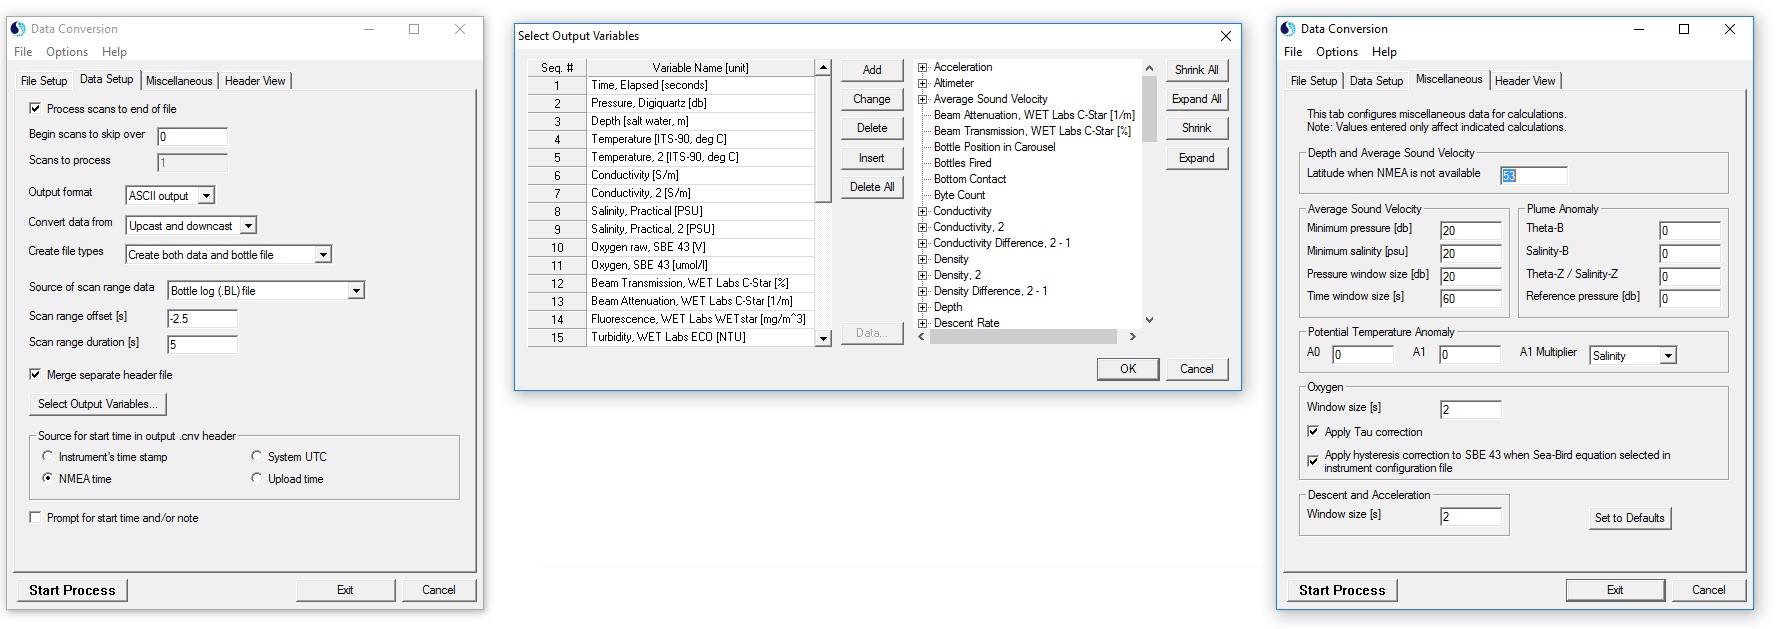 Data Conversion
File Options Help
File Setup Data Setup Miscellaneous Header View
Process scans to end of file
Begin scans to skip over 0
Scans to process 1
Output format ASCII output
Convert data from Upcast and downcast
Create file types Create both data and bottle file
Source of scan range data Bottle log (.BL) file
Scan range offset [s] -2.5
Scan range duration [s] 5
Merge separate header file
Select Output Variables...
Source for start time in output .cnv header
Instrument's time stamp System UTC
NMEA time Upload time
Prompt for start time and/or note
Start Process Exit Cancel
Select Output Variables
Seq. # Variable Name [unit]
1 Time, Elapsed [seconds]
2 Pressure, Digiquartz [db]
3 Depth [salt water, m]
4 Temperature [ITS-90, deg C]
5 Temperature, 2 [ITS-90, deg C]
6 Conductivity [S/m]
7 Conductivity, 2 [S/m]
8 Salinity, Practical [PSU]
9 Salinity, Practical, 2 [PSU]
10 Oxygen raw, SBE 43 [V]
11 Oxygen, SBE 43 [umol/l]
12 Beam Transmission, WET Labs C-Star [%]
13 Beam Attenuation, WET Labs C-Star [1/m]
14 Fluorescence, WET Labs WETstar [mg/m^3]
15 Turbidity, WET Labs ECO [NTU]
Add
Change
Delete
Insert
Delete All
Data...
Acceleration
Altimeter
Average Sound Velocity
Beam Attenuation, WET Labs C-Star [1/m]
Beam Transmission, WET Labs C-Star [%]
Bottle Position in Carousel
Bottles Fired
Bottom Contact
Byte Count
Conductivity
Conductivity, 2
Conductivity Difference, 2 - 1
Density
Density, 2
Density Difference, 2 - 1
Depth
Descent Rate
Shrink All
Expand All
Shrink
Expand
OK Cancel
Data Conversion
File Options Help
File Setup Data Setup Miscellaneous Header View
This tab configures miscellaneous data for calculations.
Note: Values entered only affect indicated calculations.
Depth and Average Sound Velocity
Latitude when NMEA is not available 53
Average Sound Velocity
Minimum pressure [db] 20
Minimum salinity [psu] 20
Pressure window size [db] 20
Time window size [s] 60
Plume Anomaly
Theta-B 0
Salinity-B 0
Theta-Z / Salinity-Z 0
Reference pressure [db] 0
Potential Temperature Anomaly
A0 0 A1 0 A1 Multiplier Salinity
Oxygen
Window size [s] 2
Apply Tau correction
Apply hysteresis correction to SBE 43 when Sea-Bird equation selected in
instrument configuration file
Descent and Acceleration
Window size [s] 2
Set to Defaults
Start Process Exit Cancel